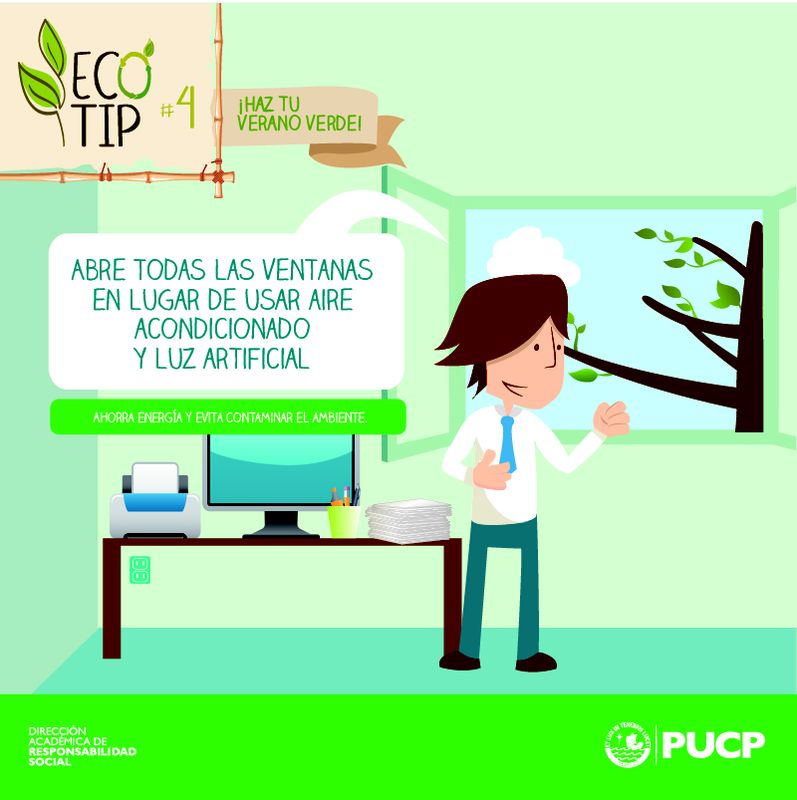 ECO
TIP
#4
¡HAZ TU
VERANO VERDE!
ABRE TODAS LAS VENTANAS
EN LUGAR DE USAR AIRE
ACONDICIONADO
Y LUZ ARTIFICIAL
AHORRA ENERGÍA Y EVITA CONTAMINAR EL AMBIENTE.
DIRECCIÓN
ACADÉMICA DE
RESPONSABILIDAD
SOCIAL
PUCP